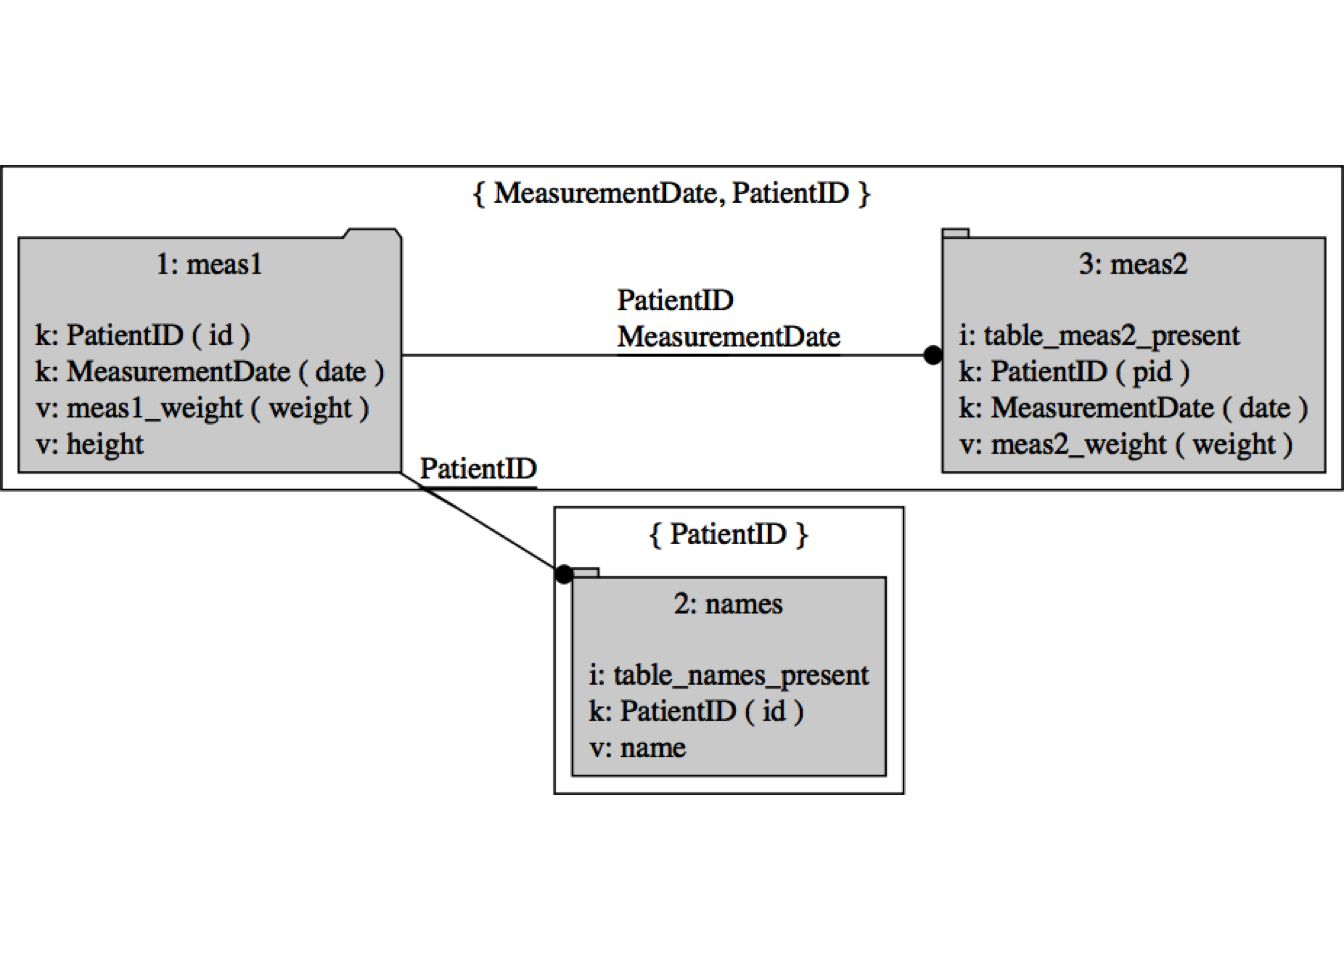 { MeasurementDate, PatientID }
1: meas1
k: PatientID ( id )
k: MeasurementDate ( date )
v: meas1_weight ( weight )
v: height
PatientID
MeasurementDate
3: meas2
i: table_meas2_present
k: PatientID ( pid )
k: MeasurementDate ( date )
v: meas2_weight ( weight )
PatientID
{ PatientID }
2: names
i: table_names_present
k: PatientID ( id )
v: name